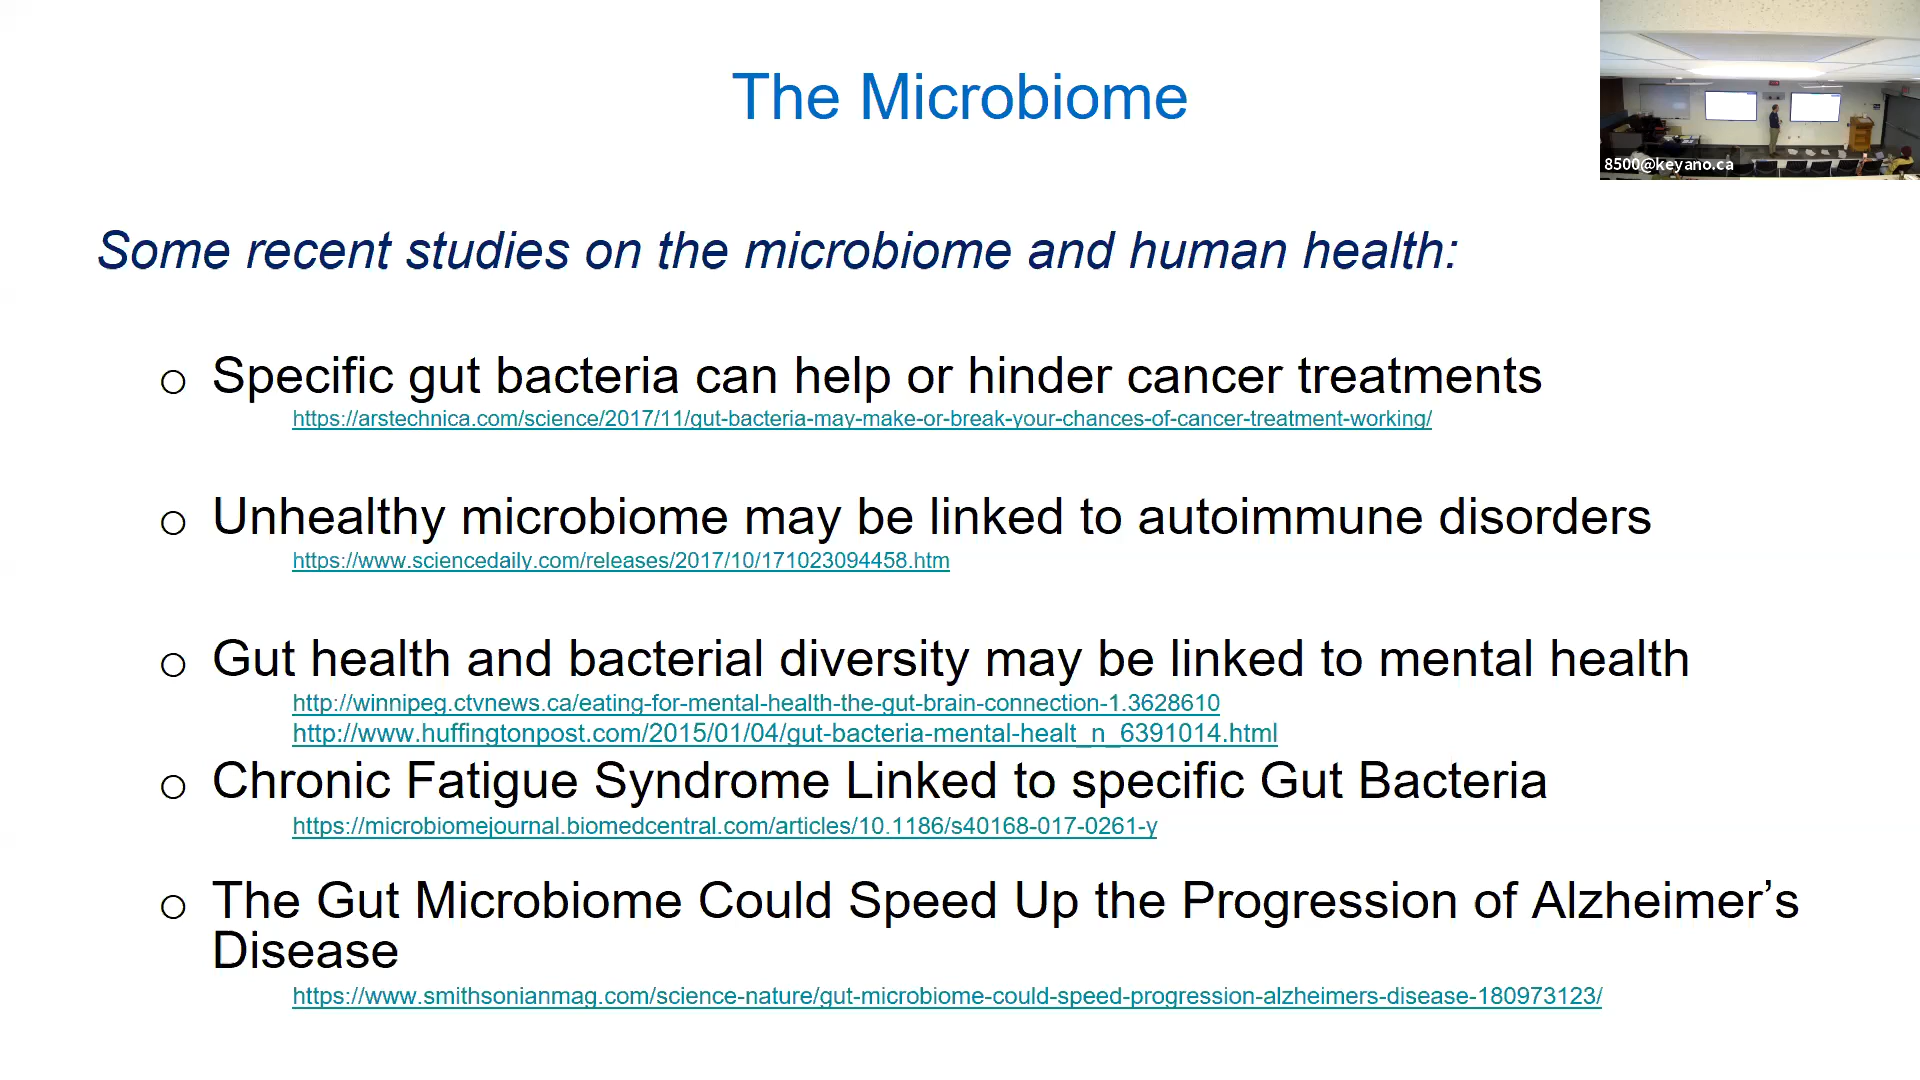 The Microbiome
8500@keyano.ca
Some recent studies on the microbiome and human health:
o Specific gut bacteria can help or hinder cancer treatments
https://arstechnica.com/science/2017/11/gut-bacteria-may-make-or-break-your-chances-of-cancer-treatment-working/
o Unhealthy microbiome may be linked to autoimmune disorders
https://www.sciencedaily.com/releases/2017/10/171023094458.htm
o Gut health and bacterial diversity may be linked to mental health
http://winnipeg.ctvnews.ca/eating-for-mental-health-the-gut-brain-connection-1.3628610
http://www.huffingtonpost.com/2015/01/04/gut-bacteria-mental-healt_n_6391014.html
o Chronic Fatigue Syndrome Linked to specific Gut Bacteria
https://microbiomejournal.biomedcentral.com/articles/10.1186/s40168-017-0261-y
o The Gut Microbiome Could Speed Up the Progression of Alzheimer’s
Disease
https://www.smithsonianmag.com/science-nature/gut-microbiome-could-speed-progression-alzheimers-disease-180973123/